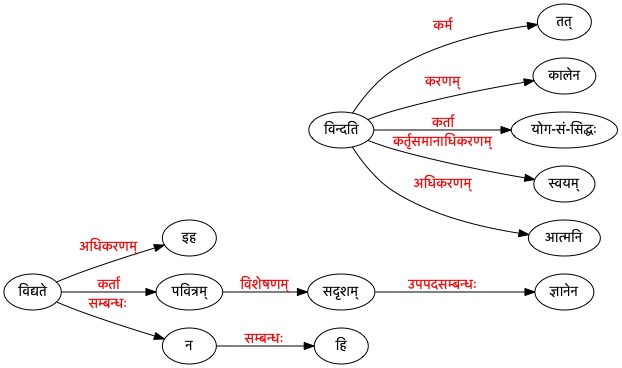 कर्म
तत्
करणम्
कालेन
विन्दति
कर्ता
योग-सं-सिद्धः
कर्तृसमानाधिकरणम्
स्वयम्
अधिकरणम्
आत्मनि
अधिकरणम्
इह
विद्यते
कर्ता
पवित्रम्
विशेषणम्
सदृशम्
उपपदसम्बन्धः
ज्ञानेन
सम्बन्धः
न
सम्बन्धः
हि